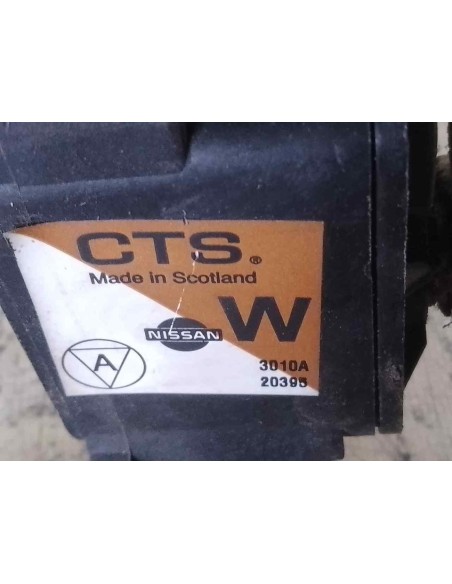 CTS®
Made in Scotland
W
NISSAN
A
3010A
20395